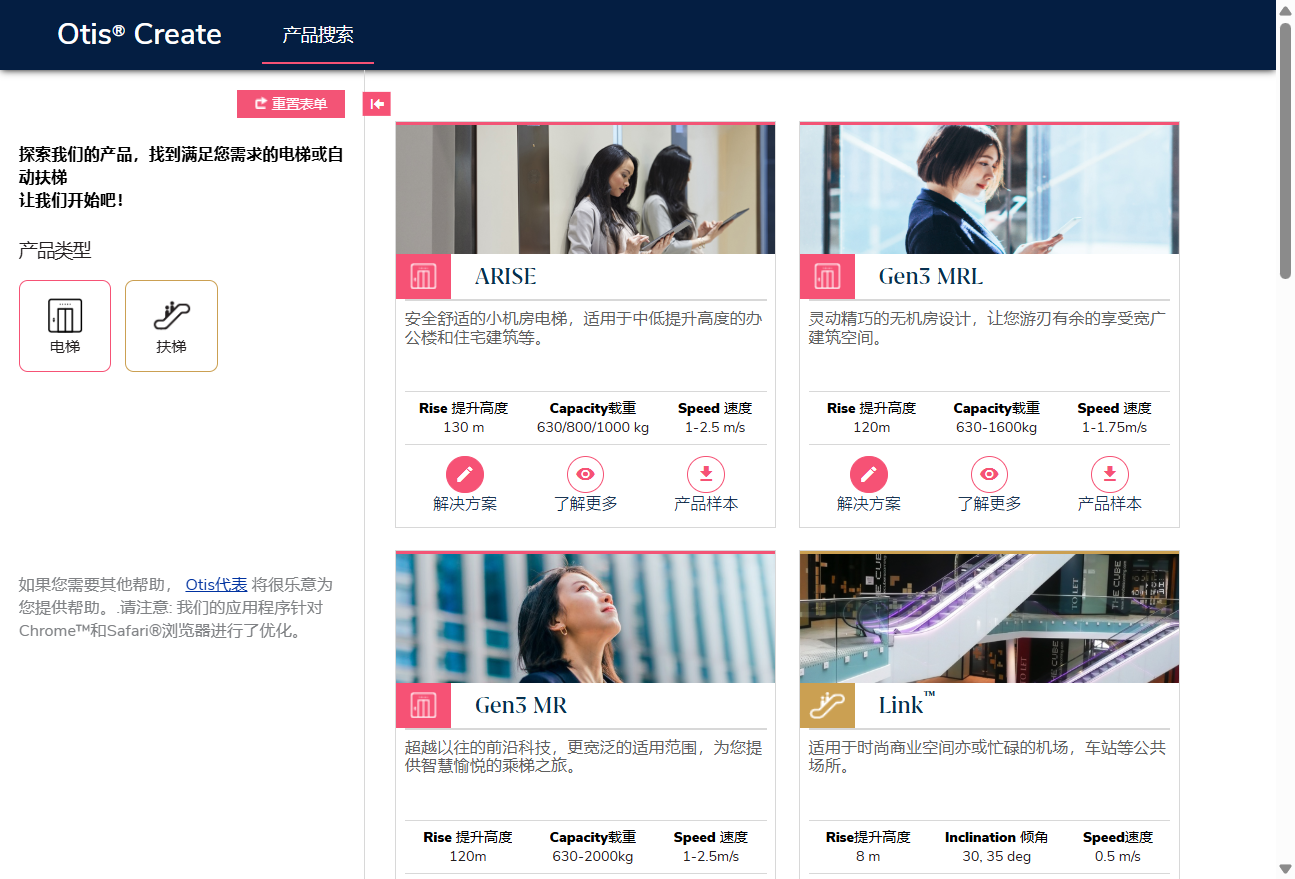 Otis® Create
产品搜索
重置表单
探索我们的产品，找到满足您需求的电梯或自
动扶梯
让我们开始吧！
产品类型
电梯
扶梯
如果您需要其他帮助， Otis代表 将很乐意为
您提供帮助。.请注意: 我们的应用程序针对
Chrome™和Safari®浏览器进行了优化。
ARISE
安全舒适的小机房电梯，适用于中低提升高度的办
公楼和住宅建筑等。
Rise 提升高度 Capacity载重 Speed 速度
130 m 630/800/1000 kg 1-2.5 m/s
解决方案 了解更多 产品样本
Gen3 MRL
灵动精巧的无机房设计，让您游刃有余的享受宽广
建筑空间。
Rise 提升高度 Capacity载重 Speed 速度
120m 630-1600kg 1-1.75m/s
解决方案 了解更多 产品样本
Gen3 MR
超越以往的前沿科技，更宽泛的适用范围，为您提
供智慧愉悦的乘梯之旅。
Rise 提升高度 Capacity载重 Speed 速度
120m 630-2000kg 1-2.5m/s
THE CUBE
TOILET
Link™
适用于时尚商业空间亦或忙碌的机场，车站等公共
场所。
Rise提升高度 Inclination 倾角 Speed速度
8 m 30, 35 deg 0.5 m/s